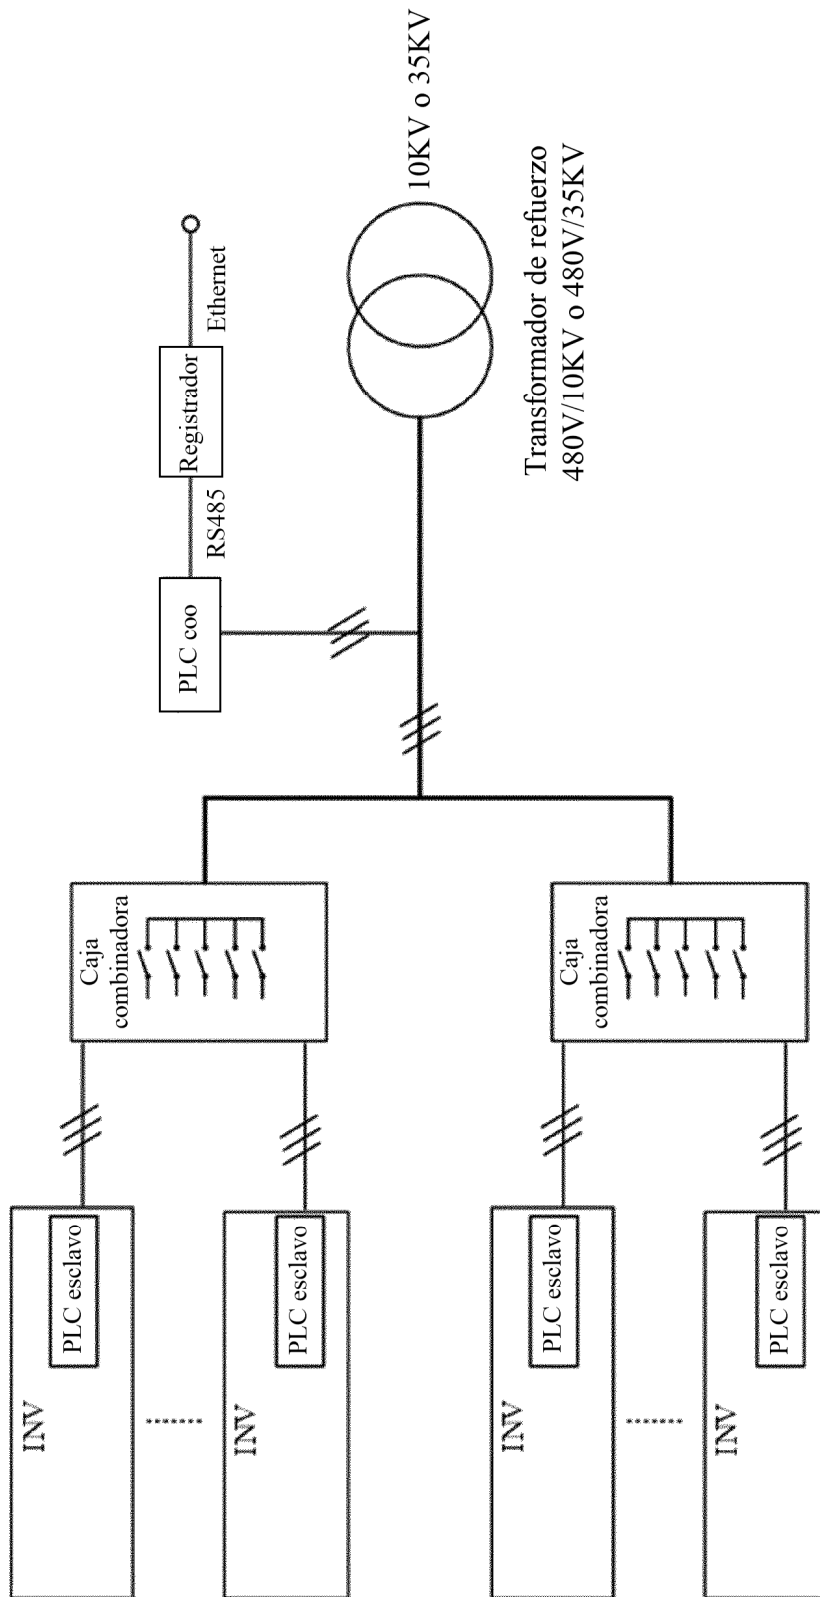 INV
PLC esclavo
INV
PLC esclavo
INV
PLC esclavo
INV
PLC esclavo
Caja
combinadora
Caja
combinadora
PLC coo
RS485
Registrador
Ethernet
10KV o 35KV
Transformador de refuerzo
480V/10KV o 480V/35KV